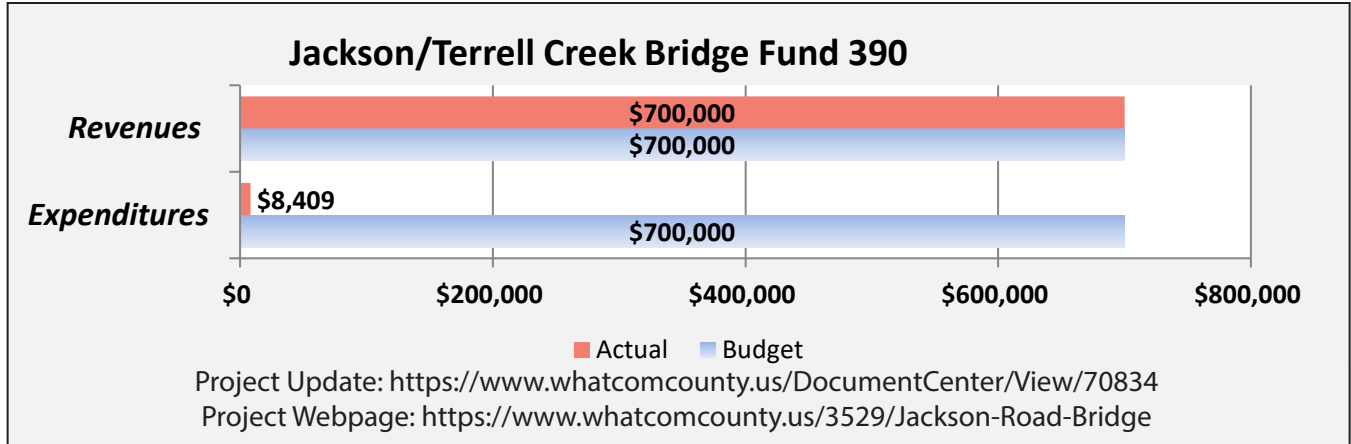 Jackson/Terrell Creek Bridge Fund 390
Revenues
$700,000
$700,000
Expenditures
$8,409
$700,000
$0 $200,000 $400,000 $600,000 $800,000
Actual Budget
Project Update: https://www.whatcomcounty.us/DocumentCenter/View/70834
Project Webpage: https://www.whatcomcounty.us/3529/Jackson-Road-Bridge